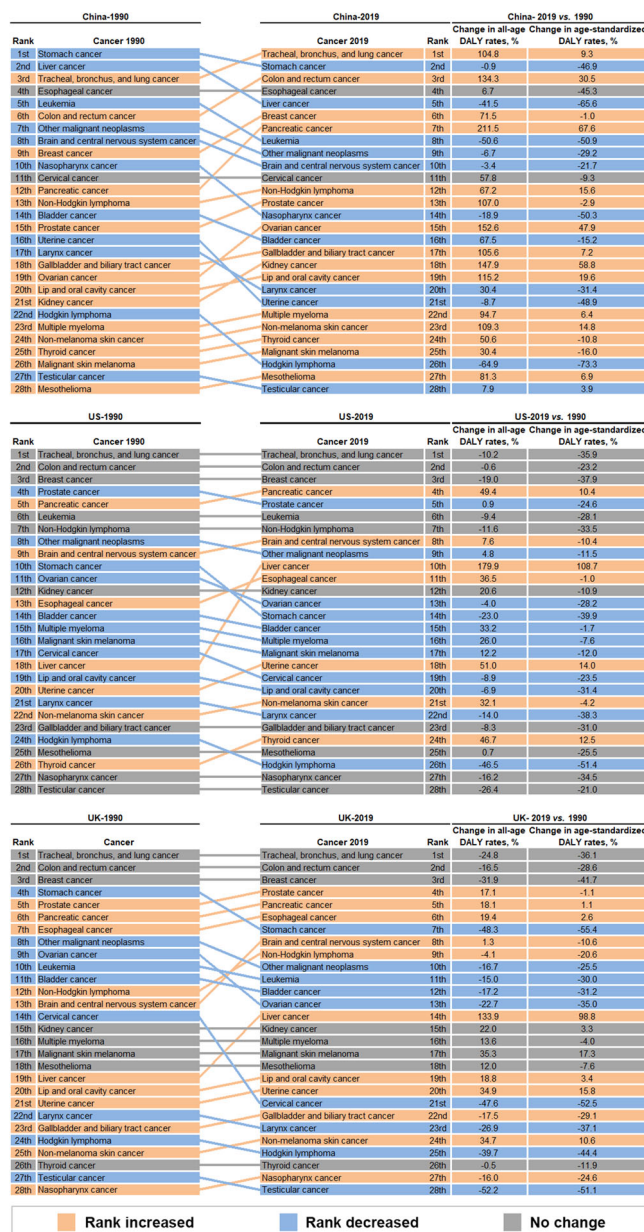 China-1990 China-2019 China- 2019 vs. 1990
Rank Cancer 1990 Cancer 2019 Rank Change in all-age DALY rates, % Change in age-standardized DALY rates, %
1st Stomach cancer Tracheal, bronchus, and lung cancer 1st 104.8 9.3
2nd Liver cancer Stomach cancer 2nd -0.9 -46.9
3rd Tracheal, bronchus, and lung cancer Colon and rectum cancer 3rd 134.3 30.5
4th Esophageal cancer Esophageal cancer 4th 6.7 -45.3
5th Leukemia Liver cancer 5th -41.5 -65.6
6th Colon and rectum cancer Breast cancer 6th 71.5 -1.0
7th Other malignant neoplasms Pancreatic cancer 7th 211.5 67.6
8th Brain and central nervous system cancer Leukemia 8th -50.6 -50.9
9th Breast cancer Other malignant neoplasms 9th -6.7 -29.2
10th Nasopharynx cancer Brain and central nervous system cancer 10th -3.4 -21.7
11th Cervical cancer Cervical cancer 11th 57.8 -9.3
12th Pancreatic cancer Non-Hodgkin lymphoma 12th 67.2 15.6
13th Non-Hodgkin lymphoma Prostate cancer 13th 107.0 -2.9
14th Bladder cancer Nasopharynx cancer 14th -18.9 -50.3
15th Prostate cancer Ovarian cancer 15th 152.6 47.9
16th Uterine cancer Bladder cancer 16th 67.5 -15.2
17th Larynx cancer Gallbladder and biliary tract cancer 17th 105.6 7.2
18th Gallbladder and biliary tract cancer Kidney cancer 18th 147.9 58.8
19th Ovarian cancer Lip and oral cavity cancer 19th 115.2 19.6
20th Lip and oral cavity cancer Larynx cancer 20th 30.4 -31.4
21st Kidney cancer Uterine cancer 21st -8.7 -48.9
22nd Hodgkin lymphoma Multiple myeloma 22nd 94.7 6.4
23rd Multiple myeloma Non-melanoma skin cancer 23rd 109.3 14.8
24th Non-melanoma skin cancer Thyroid cancer 24th 50.6 -10.8
25th Thyroid cancer Malignant skin melanoma 25th 30.4 -16.0
26th Malignant skin melanoma Hodgkin lymphoma 26th -64.9 -73.3
27th Testicular cancer Mesothelioma 27th 81.3 6.9
28th Mesothelioma Testicular cancer 28th 7.9 3.9
US-1990 US-2019 US-2019 vs. 1990
Rank Cancer 1990 Cancer 2019 Rank Change in all-age DALY rates, % Change in age-standardized DALY rates, %
1st Tracheal, bronchus, and lung cancer Tracheal, bronchus, and lung cancer 1st -10.2 -35.9
2nd Colon and rectum cancer Colon and rectum cancer 2nd -0.6 -23.2
3rd Breast cancer Breast cancer 3rd -19.0 -37.9
4th Prostate cancer Pancreatic cancer 4th 49.4 10.4
5th Pancreatic cancer Prostate cancer 5th 0.9 -24.6
6th Leukemia Leukemia 6th -9.4 -28.1
7th Non-Hodgkin lymphoma Non-Hodgkin lymphoma 7th -11.6 -33.5
8th Other malignant neoplasms Brain and central nervous system cancer 8th 7.6 -10.4
9th Brain and central nervous system cancer Other malignant neoplasms 9th 4.8 -11.5
10th Stomach cancer Liver cancer 10th 179.9 108.7
11th Ovarian cancer Esophageal cancer 11th 36.5 -1.0
12th Kidney cancer Kidney cancer 12th 20.6 -10.9
13th Esophageal cancer Ovarian cancer 13th -4.0 -28.2
14th Bladder cancer Stomach cancer 14th -23.0 -39.9
15th Multiple myeloma Bladder cancer 15th 33.2 -1.7
16th Malignant skin melanoma Multiple myeloma 16th 26.0 -7.6
17th Cervical cancer Malignant skin melanoma 17th 12.2 -12.0
18th Liver cancer Uterine cancer 18th 51.0 14.0
19th Lip and oral cavity cancer Cervical cancer 19th -8.9 -23.5
20th Uterine cancer Lip and oral cavity cancer 20th -6.9 -31.4
21st Larynx cancer Non-melanoma skin cancer 21st 32.1 -4.2
22nd Non-melanoma skin cancer Larynx cancer 22nd -14.0 -38.3
23rd Gallbladder and biliary tract cancer Gallbladder and biliary tract cancer 23rd -8.3 -31.0
24th Hodgkin lymphoma Thyroid cancer 24th 46.7 12.5
25th Mesothelioma Mesothelioma 25th 0.7 -25.5
26th Thyroid cancer Hodgkin lymphoma 26th -46.5 -51.4
27th Nasopharynx cancer Nasopharynx cancer 27th -16.2 -34.5
28th Testicular cancer Testicular cancer 28th -26.4 -21.0
UK-1990 UK-2019 UK- 2019 vs. 1990
Rank Cancer Cancer 2019 Rank Change in all-age DALY rates, % Change in age-standardized DALY rates, %
1st Tracheal, bronchus, and lung cancer Tracheal, bronchus, and lung cancer 1st -24.8 -36.1
2nd Colon and rectum cancer Colon and rectum cancer 2nd -16.5 -28.6
3rd Breast cancer Breast cancer 3rd -31.9 -41.7
4th Stomach cancer Prostate cancer 4th 17.1 -1.1
5th Prostate cancer Pancreatic cancer 5th 18.1 1.1
6th Pancreatic cancer Esophageal cancer 6th 19.4 2.6
7th Esophageal cancer Stomach cancer 7th -48.3 -55.4
8th Other malignant neoplasms Brain and central nervous system cancer 8th 1.3 -10.6
9th Ovarian cancer Non-Hodgkin lymphoma 9th -4.1 -20.6
10th Leukemia Other malignant neoplasms 10th -16.7 -25.5
11th Bladder cancer Leukemia 11th -15.0 -30.0
12th Non-Hodgkin lymphoma Bladder cancer 12th -17.2 -31.2
13th Brain and central nervous system cancer Ovarian cancer 13th -22.7 -35.0
14th Cervical cancer Liver cancer 14th 133.9 98.8
15th Kidney cancer Kidney cancer 15th 22.0 3.3
16th Multiple myeloma Multiple myeloma 16th 13.6 -4.0
17th Malignant skin melanoma Malignant skin melanoma 17th 35.3 17.3
18th Mesothelioma Mesothelioma 18th 12.0 -7.6
19th Liver cancer Lip and oral cavity cancer 19th 18.8 3.4
20th Lip and oral cavity cancer Uterine cancer 20th 34.9 15.8
21st Uterine cancer Cervical cancer 21st -47.6 -52.5
22nd Larynx cancer Gallbladder and biliary tract cancer 22nd -17.5 -29.1
23rd Gallbladder and biliary tract cancer Larynx cancer 23rd -26.9 -37.1
24th Hodgkin lymphoma Non-melanoma skin cancer 24th 34.7 10.6
25th Non-melanoma skin cancer Hodgkin lymphoma 25th -39.7 -44.4
26th Thyroid cancer Thyroid cancer 26th -0.5 -11.9
27th Testicular cancer Nasopharynx cancer 27th -16.0 -24.6
28th Nasopharynx cancer Testicular cancer 28th -52.2 -51.1
Rank increased Rank decreased No change